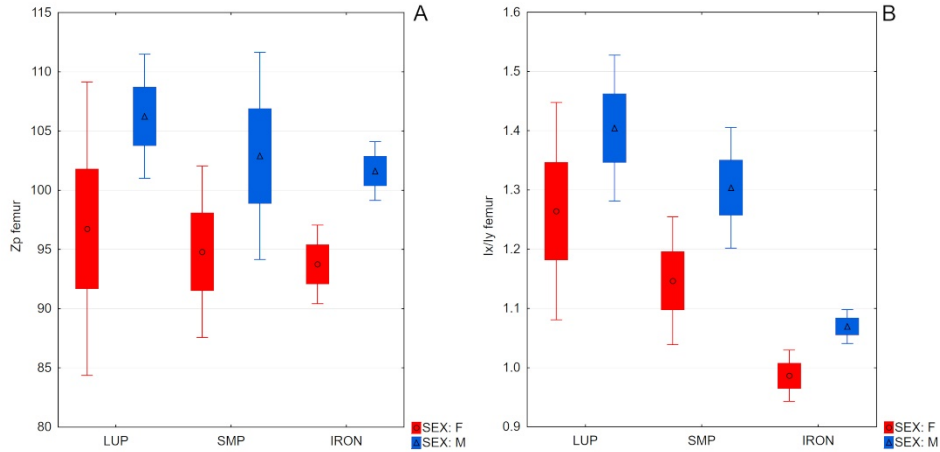 A
115
110
105
100
95
90
85
80
Zp femur
LUP
SMP
IRON
SEX: F
SEX: M
B
1.6
1.5
1.4
1.3
1.2
1.1
1.0
0.9
Ix/Iy femur
LUP
SMP
IRON
SEX: F
SEX: M